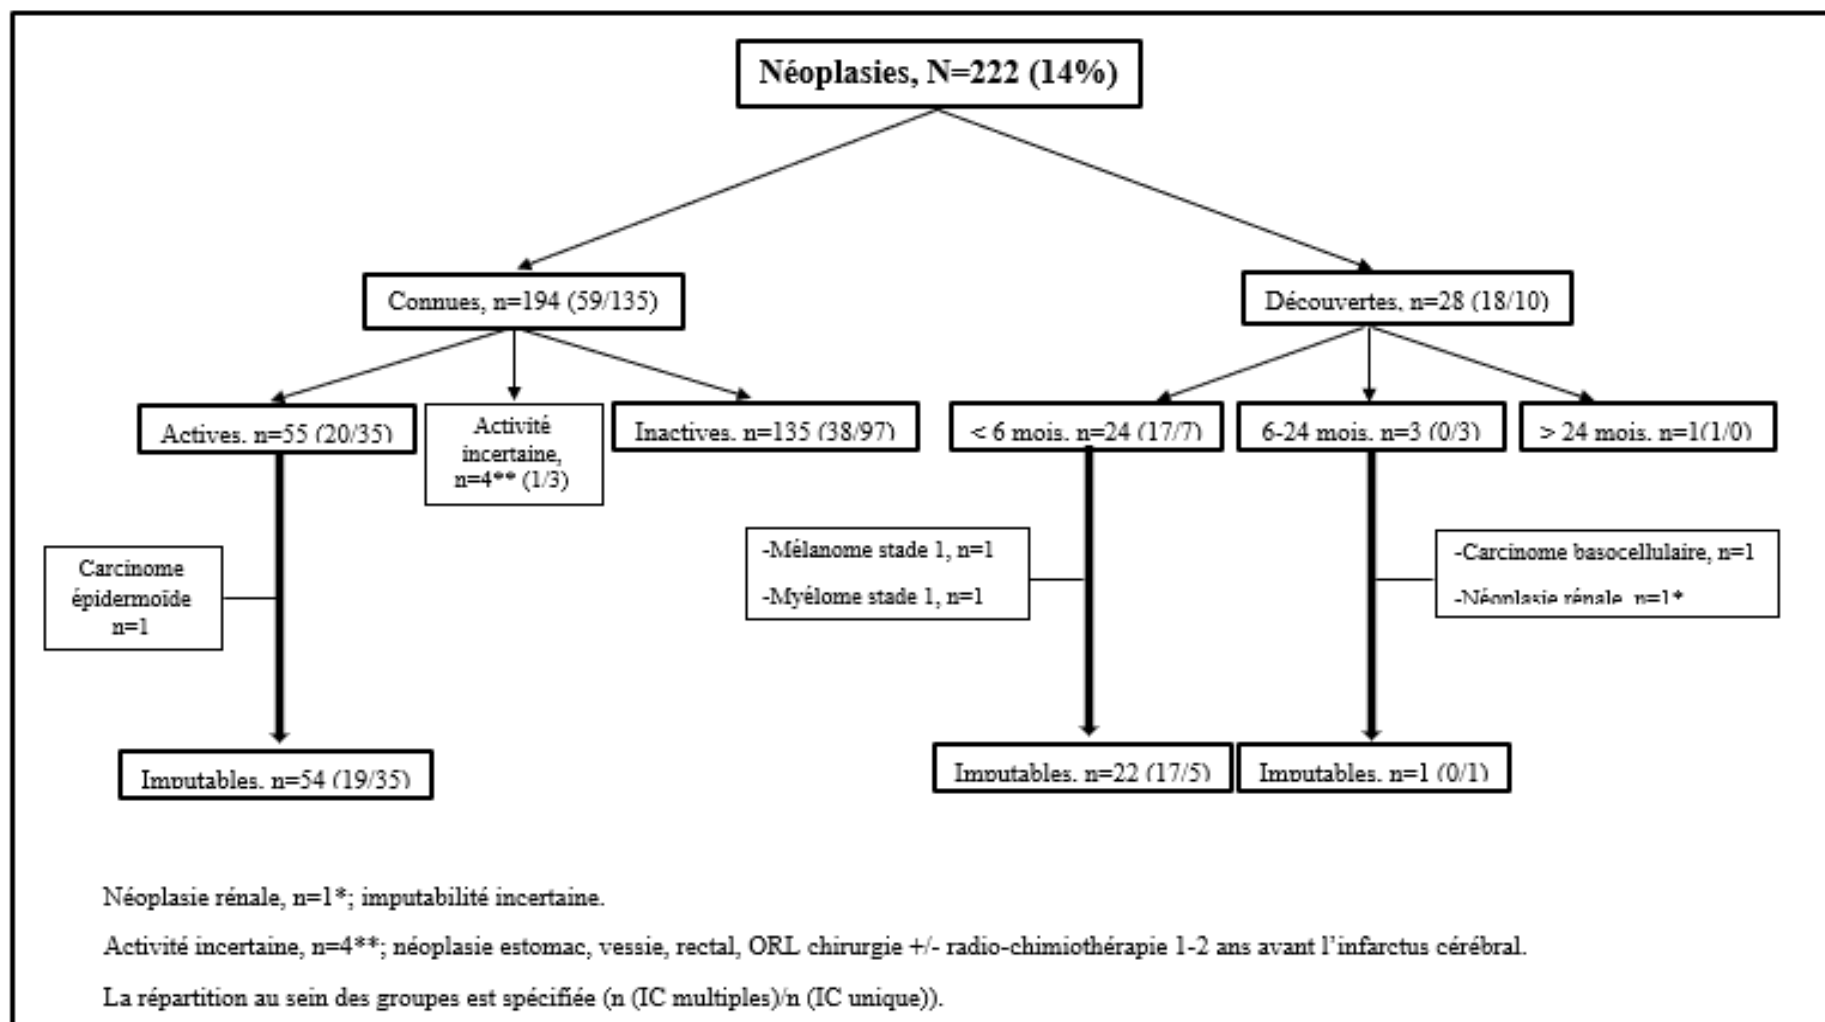 Néoplasies, N=222 (14%)
Connues, n=194 (59/135)
Découvertes, n=28 (18/10)
Actives, n=55 (20/35)
Activité
incertaine,
n=4** (1/3)
Inactives, n=135 (38/97)
< 6 mois, n=24 (17/7)
6-24 mois, n=3 (0/3)
> 24 mois, n=1(1/0)
Carcinome
épidermoïde
n=1
-Mélanome stade 1, n=1
-Myélome stade 1, n=1
-Carcinome basocellulaire, n=1
-Néoplasie rénale, n=1*
Imputables, n=54 (19/35)
Imputables, n=22 (17/5)
Imputables, n=1 (0/1)
Néoplasie rénale, n=1*; imputabilité incertaine.
Activité incertaine, n=4**; néoplasie estomac, vessie, rectal, ORL chirurgie +/- radio-chimiothérapie 1-2 ans avant l'infarctus cérébral.
La répartition au sein des groupes est spécifiée (n (IC multiples)/n (IC unique)).